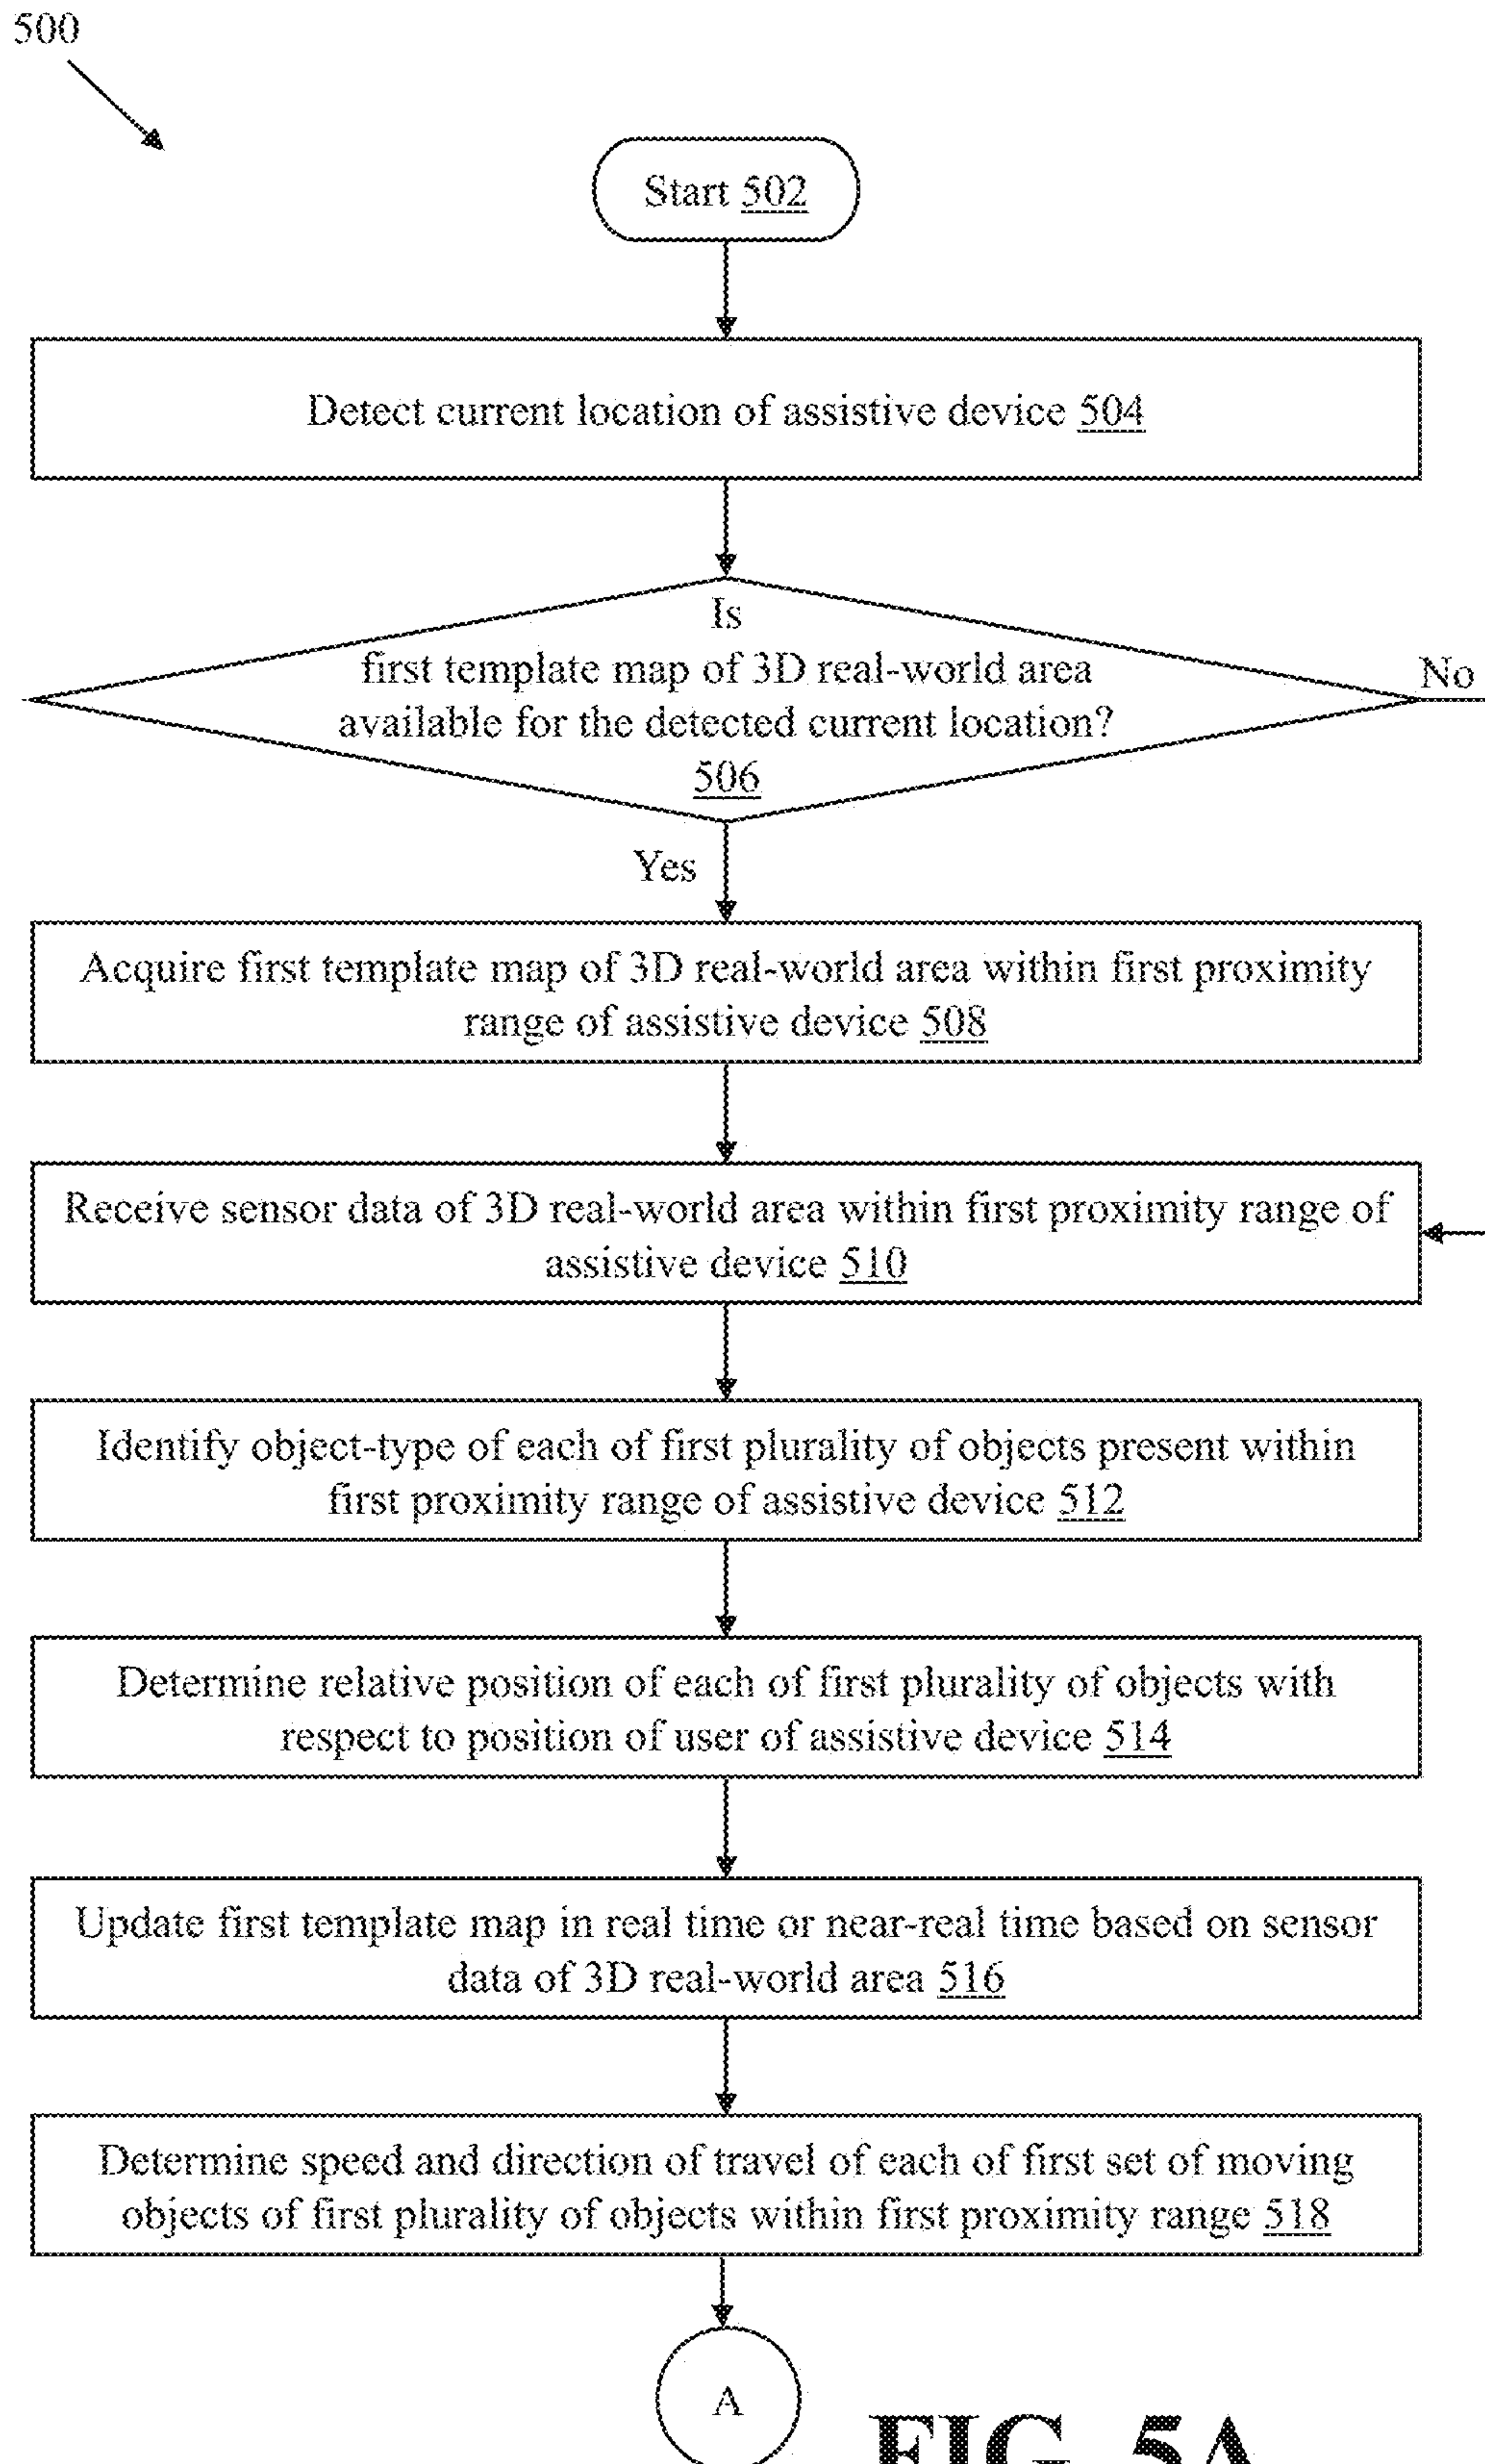 500
Start 502
Detect current location of assistive device 504
Is
first template map of 3D real-world area
available for the detected current location?
506
No
Yes
Acquire first template map of 3D real-world area within first proximity
range of assistive device 508
Receive sensor data of 3D real-world area within first proximity range of
assistive device 510
Identify object-type of each of first plurality of objects present within
first proximity range of assistive device 512
Determine relative position of each of first plurality of objects with
respect to position of user of assistive device 514
Update first template map in real time or near-real time based on sensor
data of 3D real-world area 516
Determine speed and direction of travel of each of first set of moving
objects of first plurality of objects within first proximity range 518
A
FIG. 5A